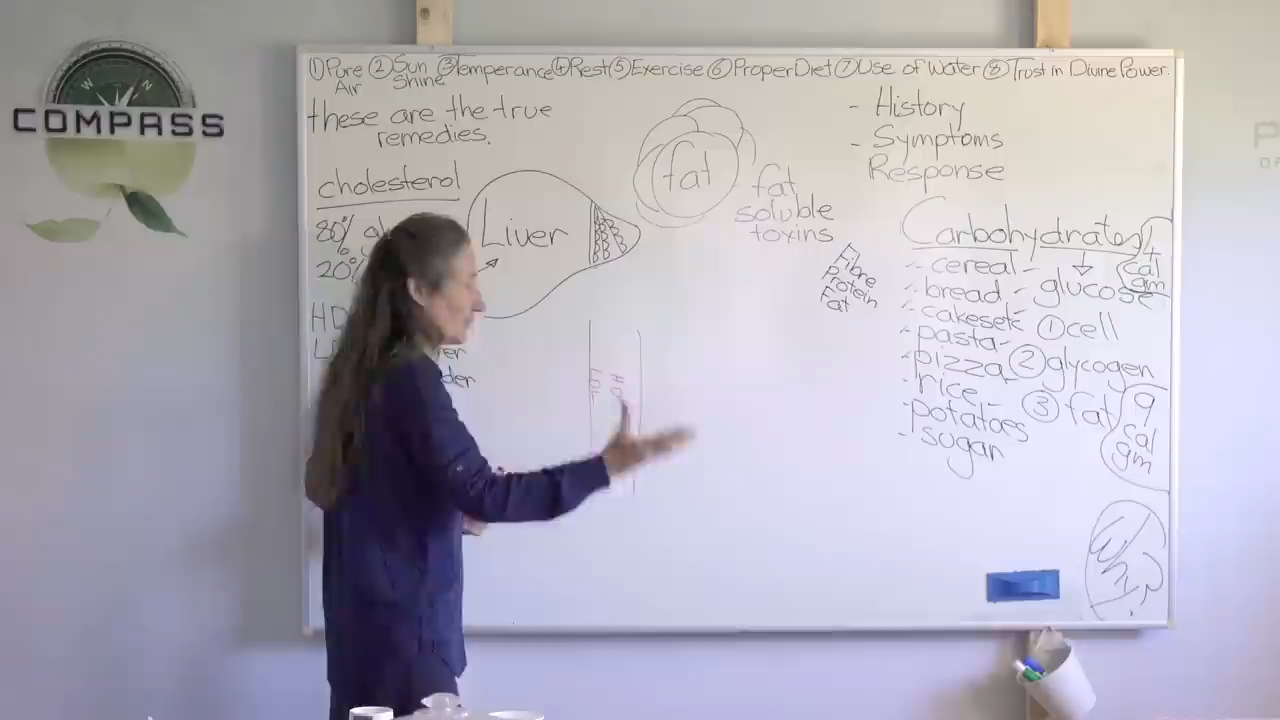 COMPASS
W N
①Pure Air ②Sun Shine ③Temperance ④Rest ⑤Exercise ⑥Proper Diet ⑦Use of Water ⑧Trust in Divine Power.
these are the true
remedies.
cholesterol
80%
20%
Liver
fat
fat
soluble
toxins
- History
- Symptoms
Response
Fibre
Protein
Fat
Carbohydrates
4
cal
gm
- cereal -
glucose
- bread -
- cakes etc
① cell
- pasta -
- pizza
② glycogen
- rice -
③ fat
9
cal
gm
- potatoes
- sugar
Why?